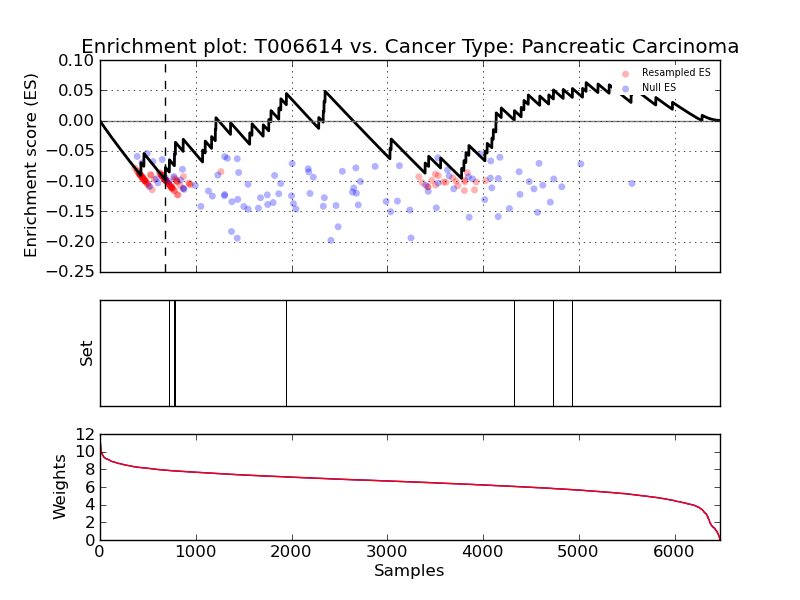 Enrichment plot: T006614 vs. Cancer Type: Pancreatic Carcinoma
Enrichment score (ES)
0.10
0.05
0.00
−0.05
−0.10
−0.15
−0.20
−0.25
Resampled ES
Null ES
Set
Weights
12
10
8
6
4
2
0
0 1000 2000 3000 4000 5000 6000
Samples